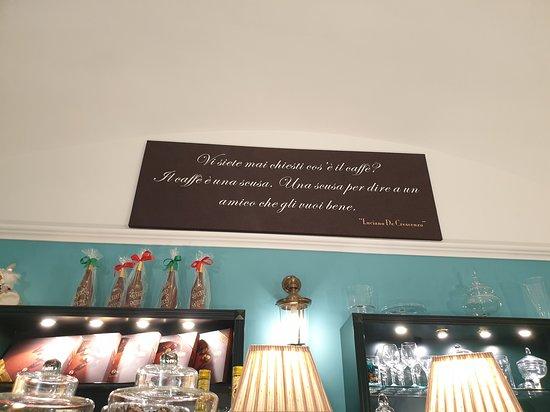 Vi siete mai chiesti cos'è il caffè?
Il caffè è una scusa. Una scusa per dire a un
amico che gli vuoi bene.
"Luciano De Crescenzo"